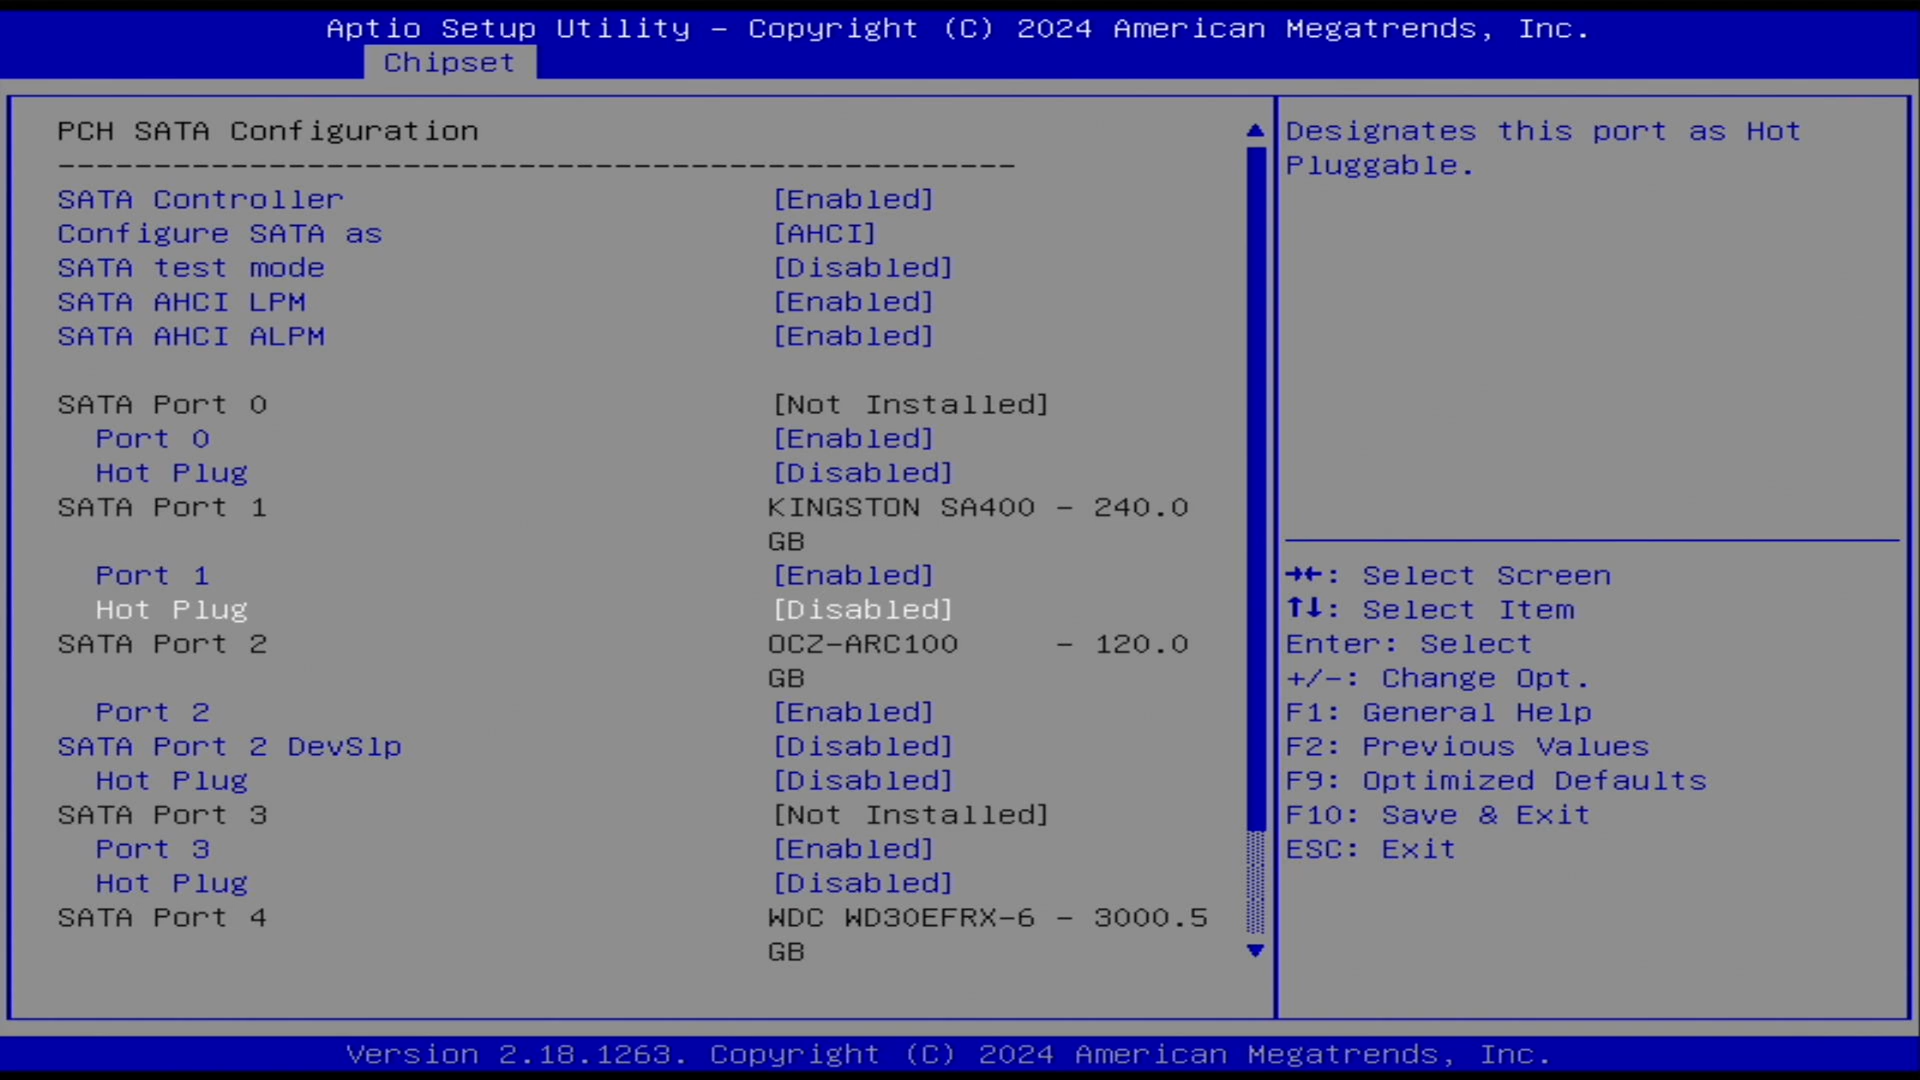 Aptio Setup Utility – Copyright (C) 2024 American Megatrends, Inc.
Chipset
PCH SATA Configuration
--------------------------------------------------
SATA Controller [Enabled]
Configure SATA as [AHCI]
SATA test mode [Disabled]
SATA AHCI LPM [Enabled]
SATA AHCI ALPM [Enabled]
SATA Port 0 [Not Installed]
Port 0 [Enabled]
Hot Plug [Disabled]
SATA Port 1 KINGSTON SA400 – 240.0
GB
Port 1 [Enabled]
Hot Plug [Disabled]
SATA Port 2 OCZ-ARC100 – 120.0
GB
Port 2 [Enabled]
SATA Port 2 DevSlp [Disabled]
Hot Plug [Disabled]
SATA Port 3 [Not Installed]
Port 3 [Enabled]
Hot Plug [Disabled]
SATA Port 4 WDC WD30EFRX-6 – 3000.5
GB
Designates this port as Hot
Pluggable.
→←: Select Screen
↑↓: Select Item
Enter: Select
+/-: Change Opt.
F1: General Help
F2: Previous Values
F9: Optimized Defaults
F10: Save & Exit
ESC: Exit
Version 2.18.1263. Copyright (C) 2024 American Megatrends, Inc.